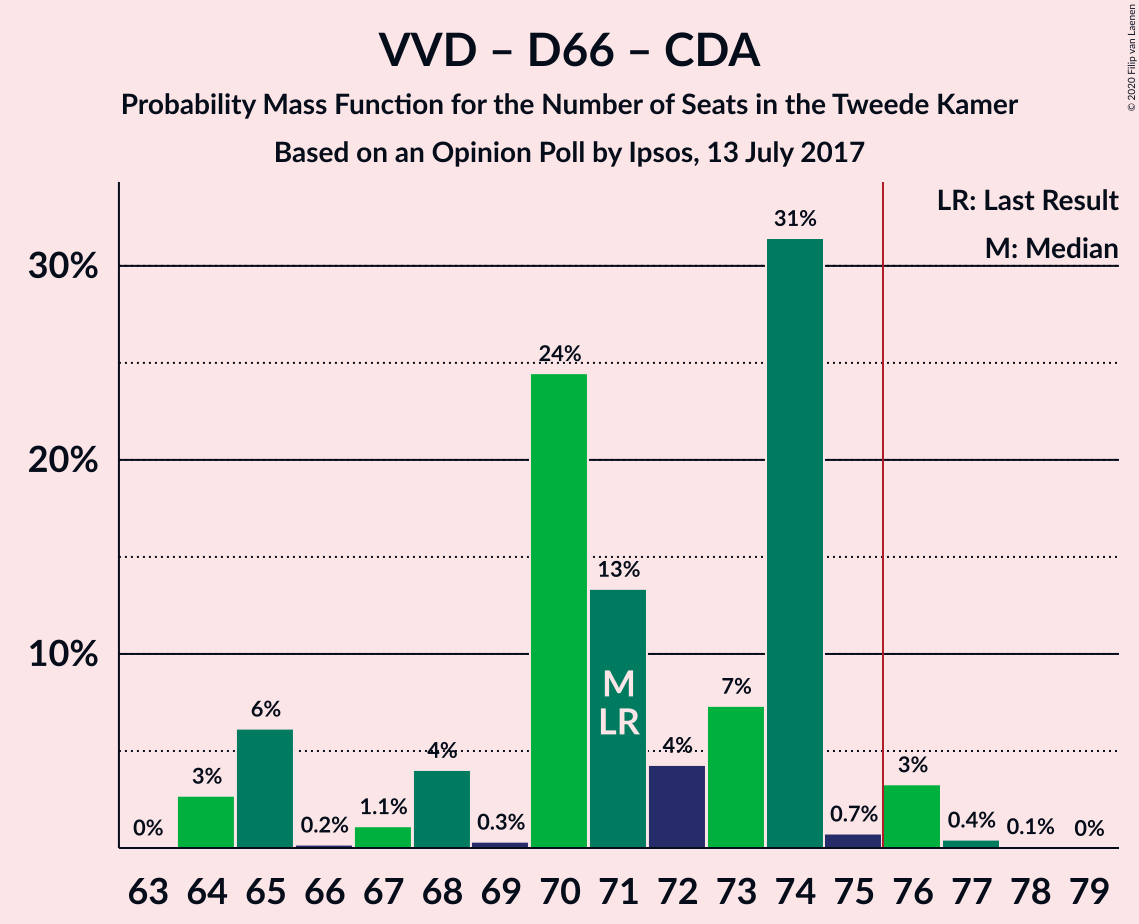 VVD – D66 – CDA
Probability Mass Function for the Number of Seats in the Tweede Kamer
Based on an Opinion Poll by Ipsos, 13 July 2017
© 2020 Filip van Laenen
LR: Last Result
M: Median
30%
20%
10%
0%
3%
6%
0.2%
1.1%
4%
0.3%
24%
13%
4%
7%
31%
0.7%
3%
0.4%
0.1%
0%
M
LR
63 64 65 66 67 68 69 70 71 72 73 74 75 76 77 78 79